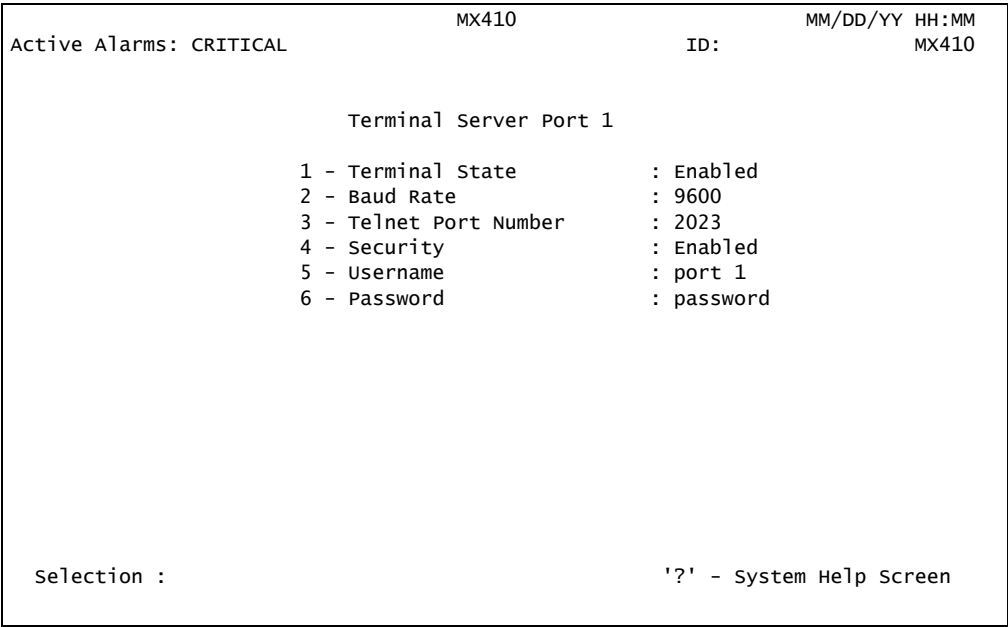 MX410 MM/DD/YY HH:MM
Active Alarms: CRITICAL ID: MX410
Terminal Server Port 1
1 - Terminal State : Enabled
2 - Baud Rate : 9600
3 - Telnet Port Number : 2023
4 - Security : Enabled
5 - Username : port 1
6 - Password : password
Selection : '?' - System Help Screen